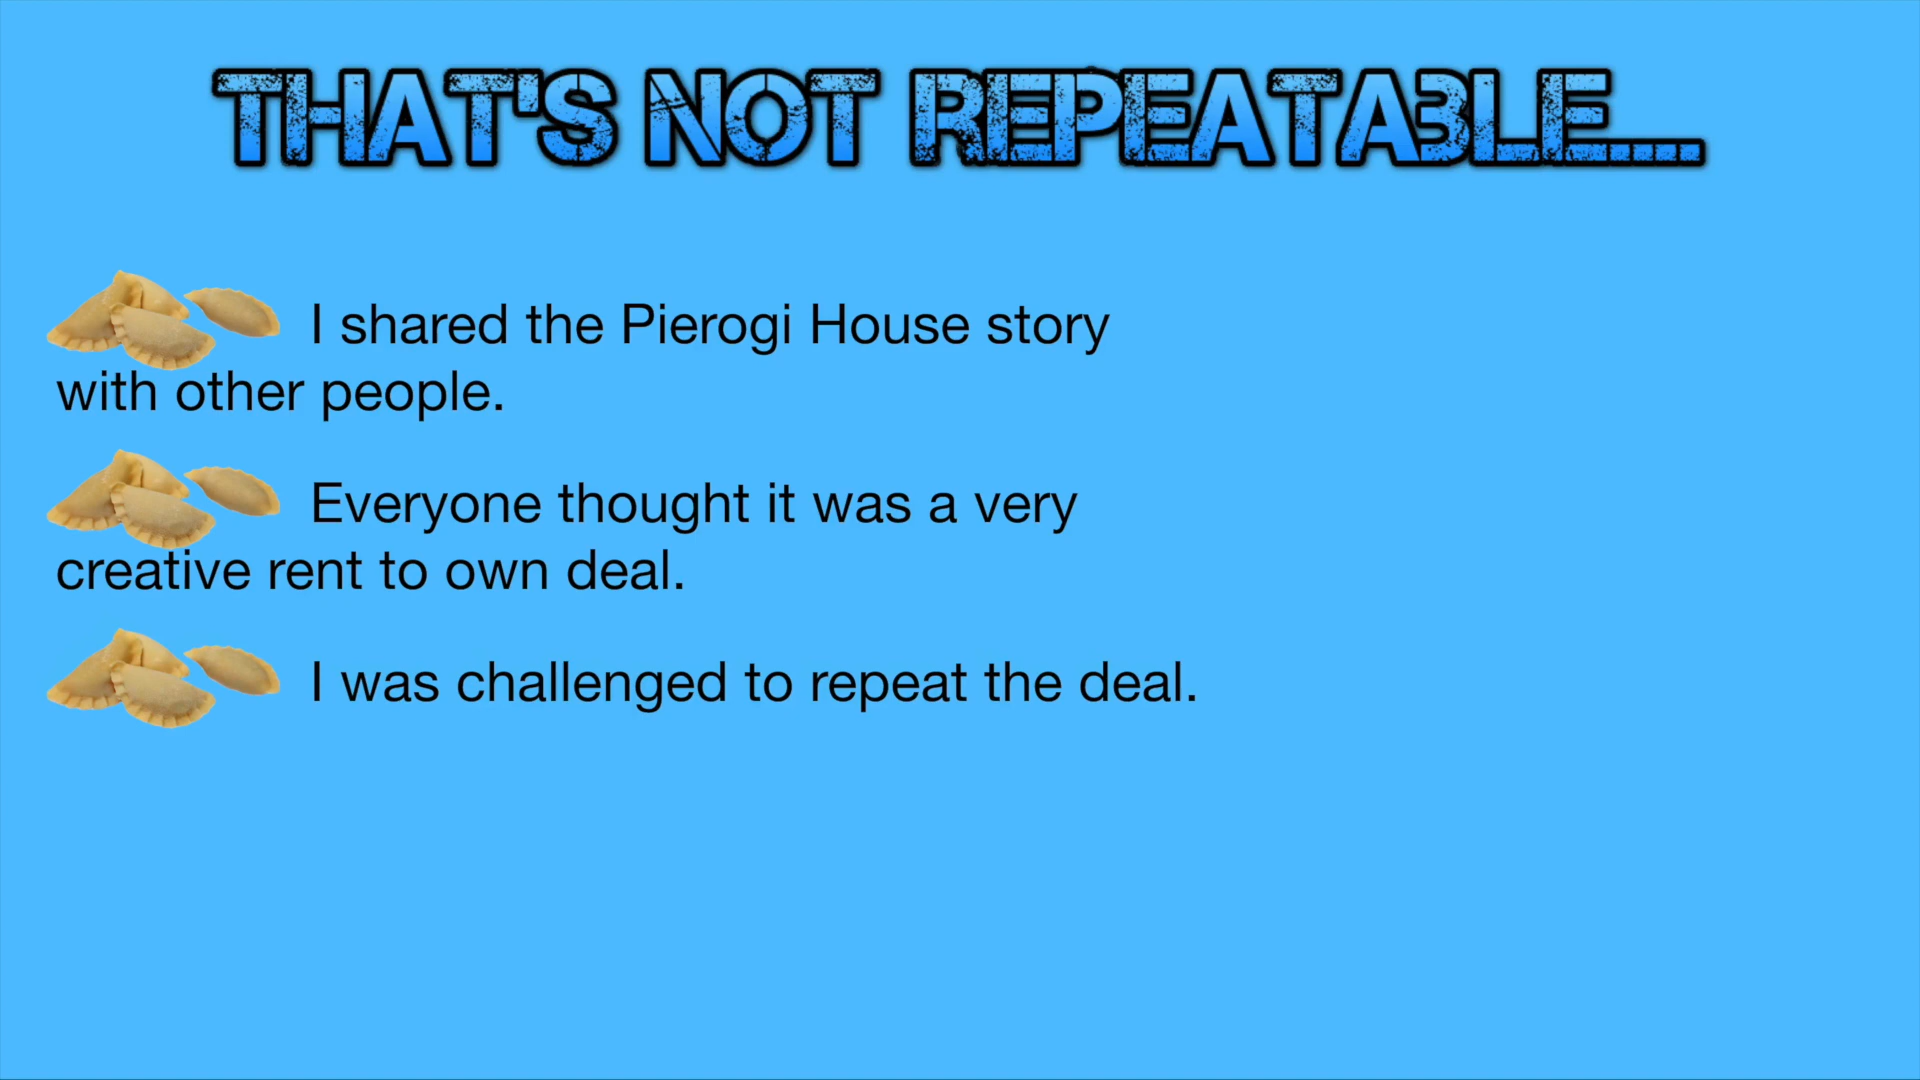 THAT'S NOT REPEATABLE....
I shared the Pierogi House story
with other people.
Everyone thought it was a very
creative rent to own deal.
I was challenged to repeat the deal.